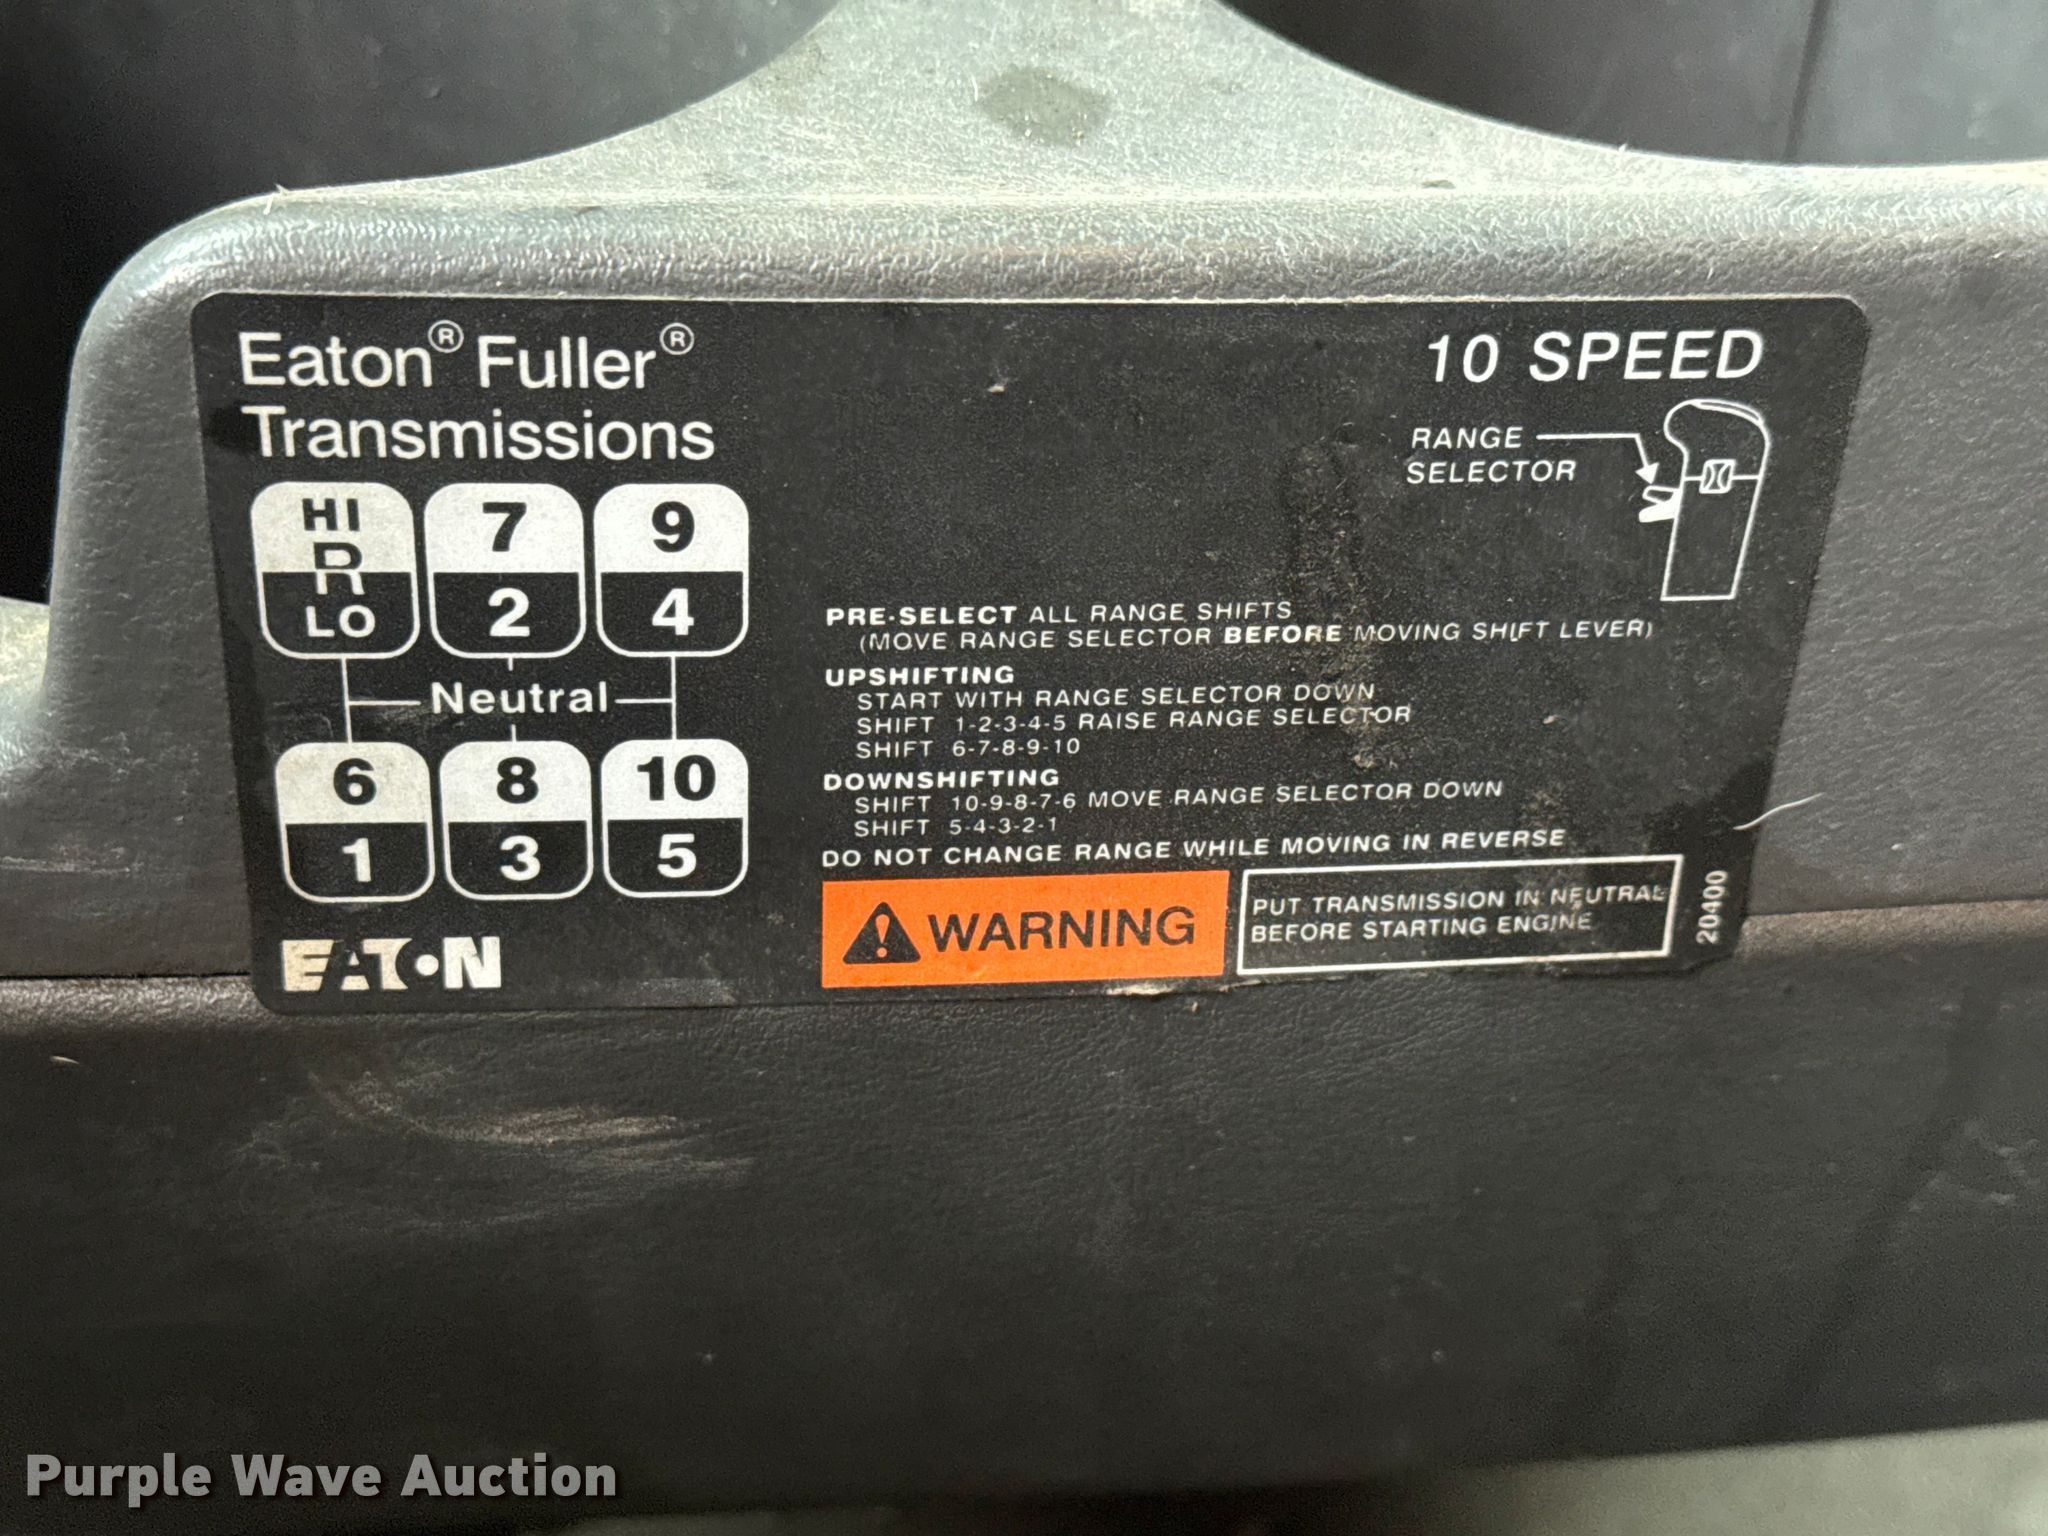 Eaton® Fuller®
Transmissions
10 SPEED
RANGE
SELECTOR
HI
R
LO
7
2
9
4
Neutral
6
1
8
3
10
5
PRE-SELECT ALL RANGE SHIFTS
(MOVE RANGE SELECTOR BEFORE MOVING SHIFT LEVER)
UPSHIFTING
START WITH RANGE SELECTOR DOWN
SHIFT 1-2-3-4-5 RAISE RANGE SELECTOR
SHIFT 6-7-8-9-10
DOWNSHIFTING
SHIFT 10-9-8-7-6 MOVE RANGE SELECTOR DOWN
SHIFT 5-4-3-2-1
DO NOT CHANGE RANGE WHILE MOVING IN REVERSE
WARNING
PUT TRANSMISSION IN NEUTRAL
BEFORE STARTING ENGINE
20400
EATON
Purple Wave Auction